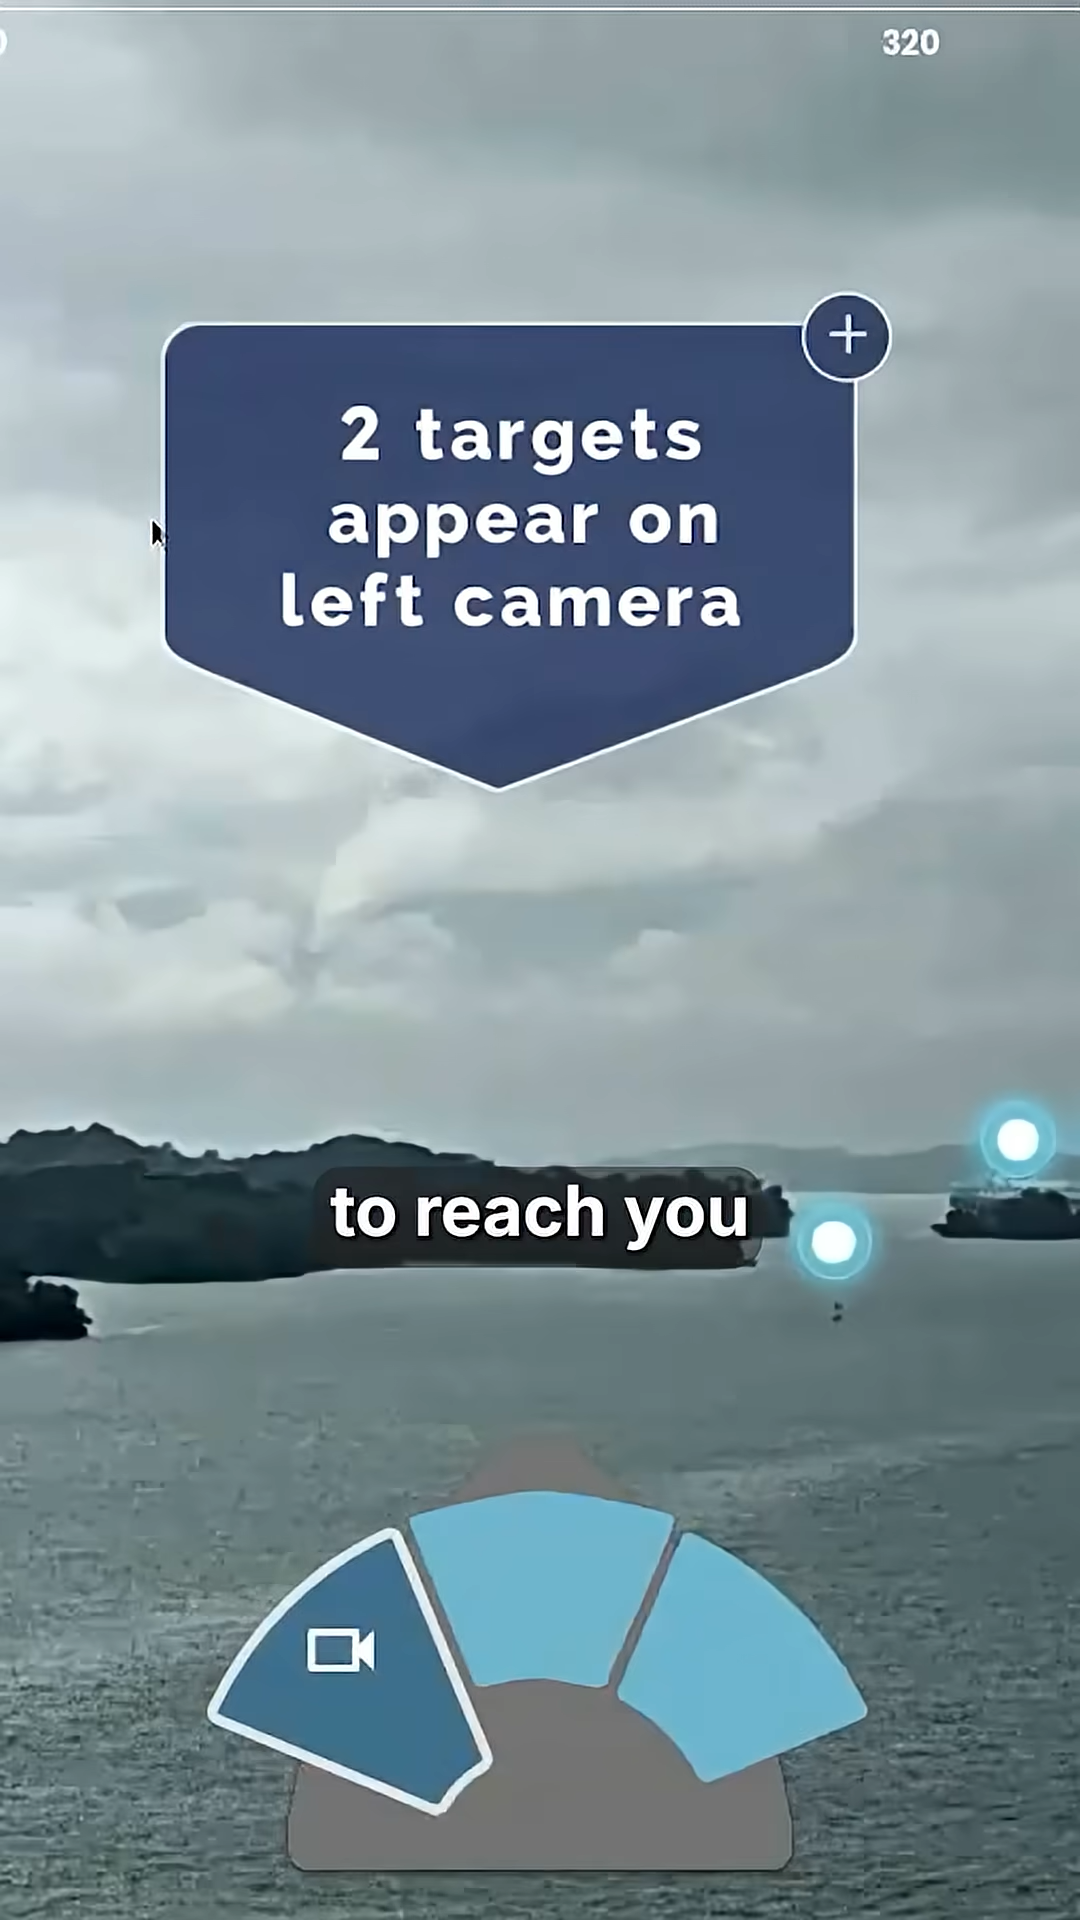 320
2 targets
appear on
left camera
to reach you